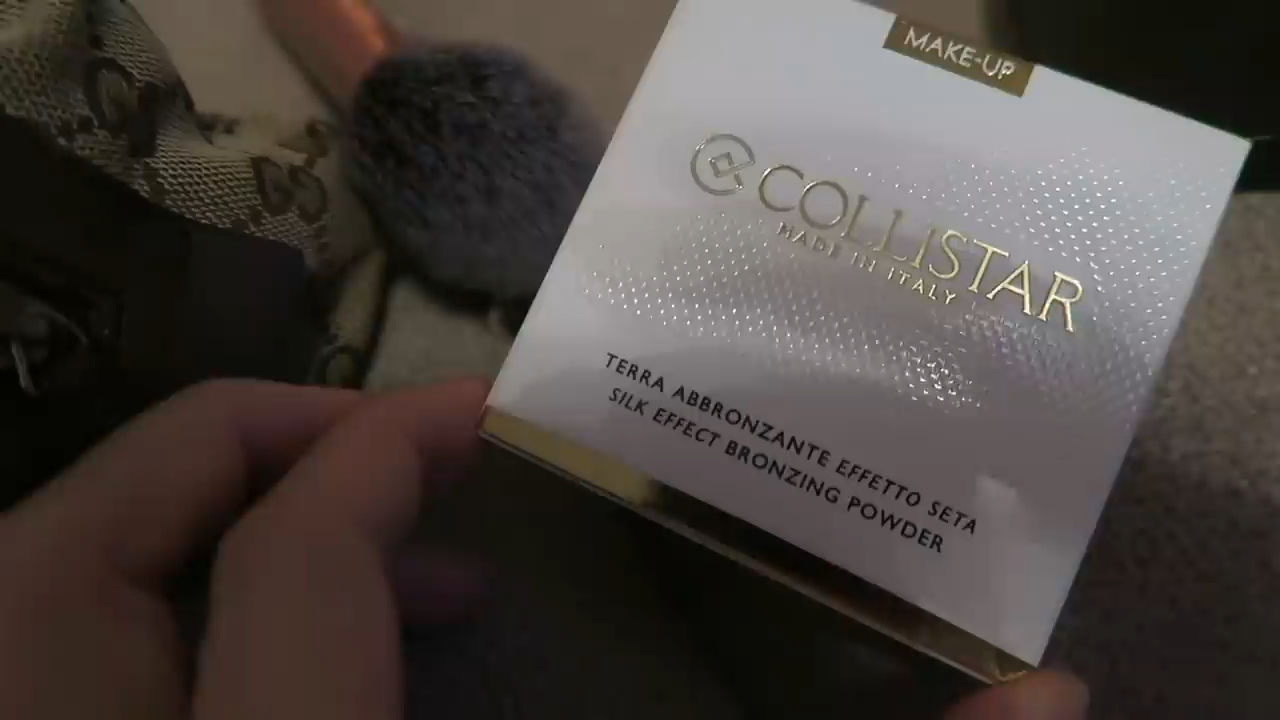 MAKE-UP
COLLISTAR
MADE IN ITALY
TERRA ABBRONZANTE EFFETTO SETA
SILK EFFECT BRONZING POWDER